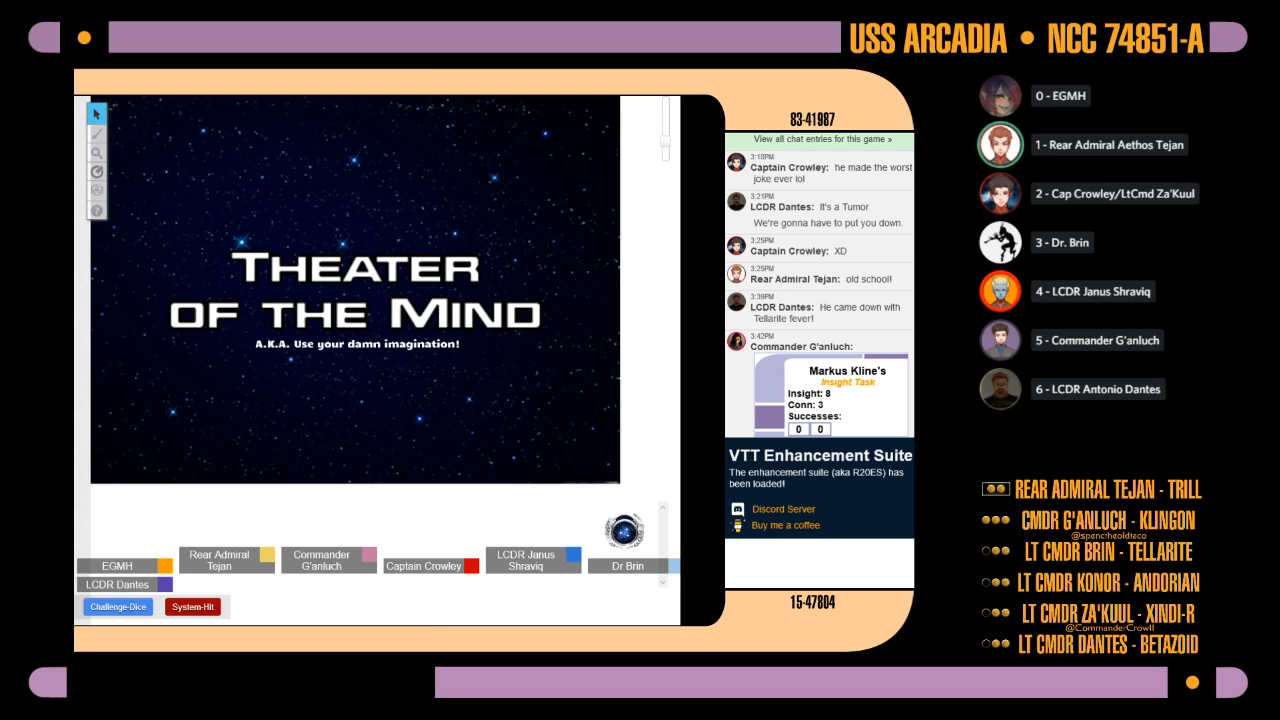 USS ARCADIA • NCC 74851-A
83-41987
View all chat entries for this game »
3:18PM
Captain Crowley: he made the worst
joke ever lol
3:21PM
LCDR Dantes: It's a Tumor
We're gonna have to put you down.
3:25PM
Captain Crowley: XD
3:25PM
Rear Admiral Tejan: old school!
3:39PM
LCDR Dantes: He came down with
Tellarite fever!
3:42PM
Commander G'anluch:
Markus Kline's
Insight Task
Insight: 8
Conn: 3
Successes:
0 0
VTT Enhancement Suite
The enhancement suite (aka R20ES) has
been loaded!
Discord Server
Buy me a coffee
15-47804
THEATER
OF THE MIND
A.K.A. Use your damn imagination!
EGMH
Rear Admiral
Tejan
Commander
G'anluch
Captain Crowley
LCDR Janus
Shraviq
Dr Brin
LCDR Dantes
Challenge-Dice
System-Hit
0 - EGMH
1 - Rear Admiral Aethos Tejan
2 - Cap Crowley/LtCmd Za'Kuul
3 - Dr. Brin
4 - LCDR Janus Shraviq
5 - Commander G'anluch
6 - LCDR Antonio Dantes
REAR ADMIRAL TEJAN - TRILL
CMDR G'ANLUCH - KLINGON
@spenctheoldtaco
LT CMDR BRIN - TELLARITE
LT CMDR KONOR - ANDORIAN
LT CMDR ZA'KUUL - XINDI-R
@CommanderCrowll
LT CMDR DANTES - BETAZOID